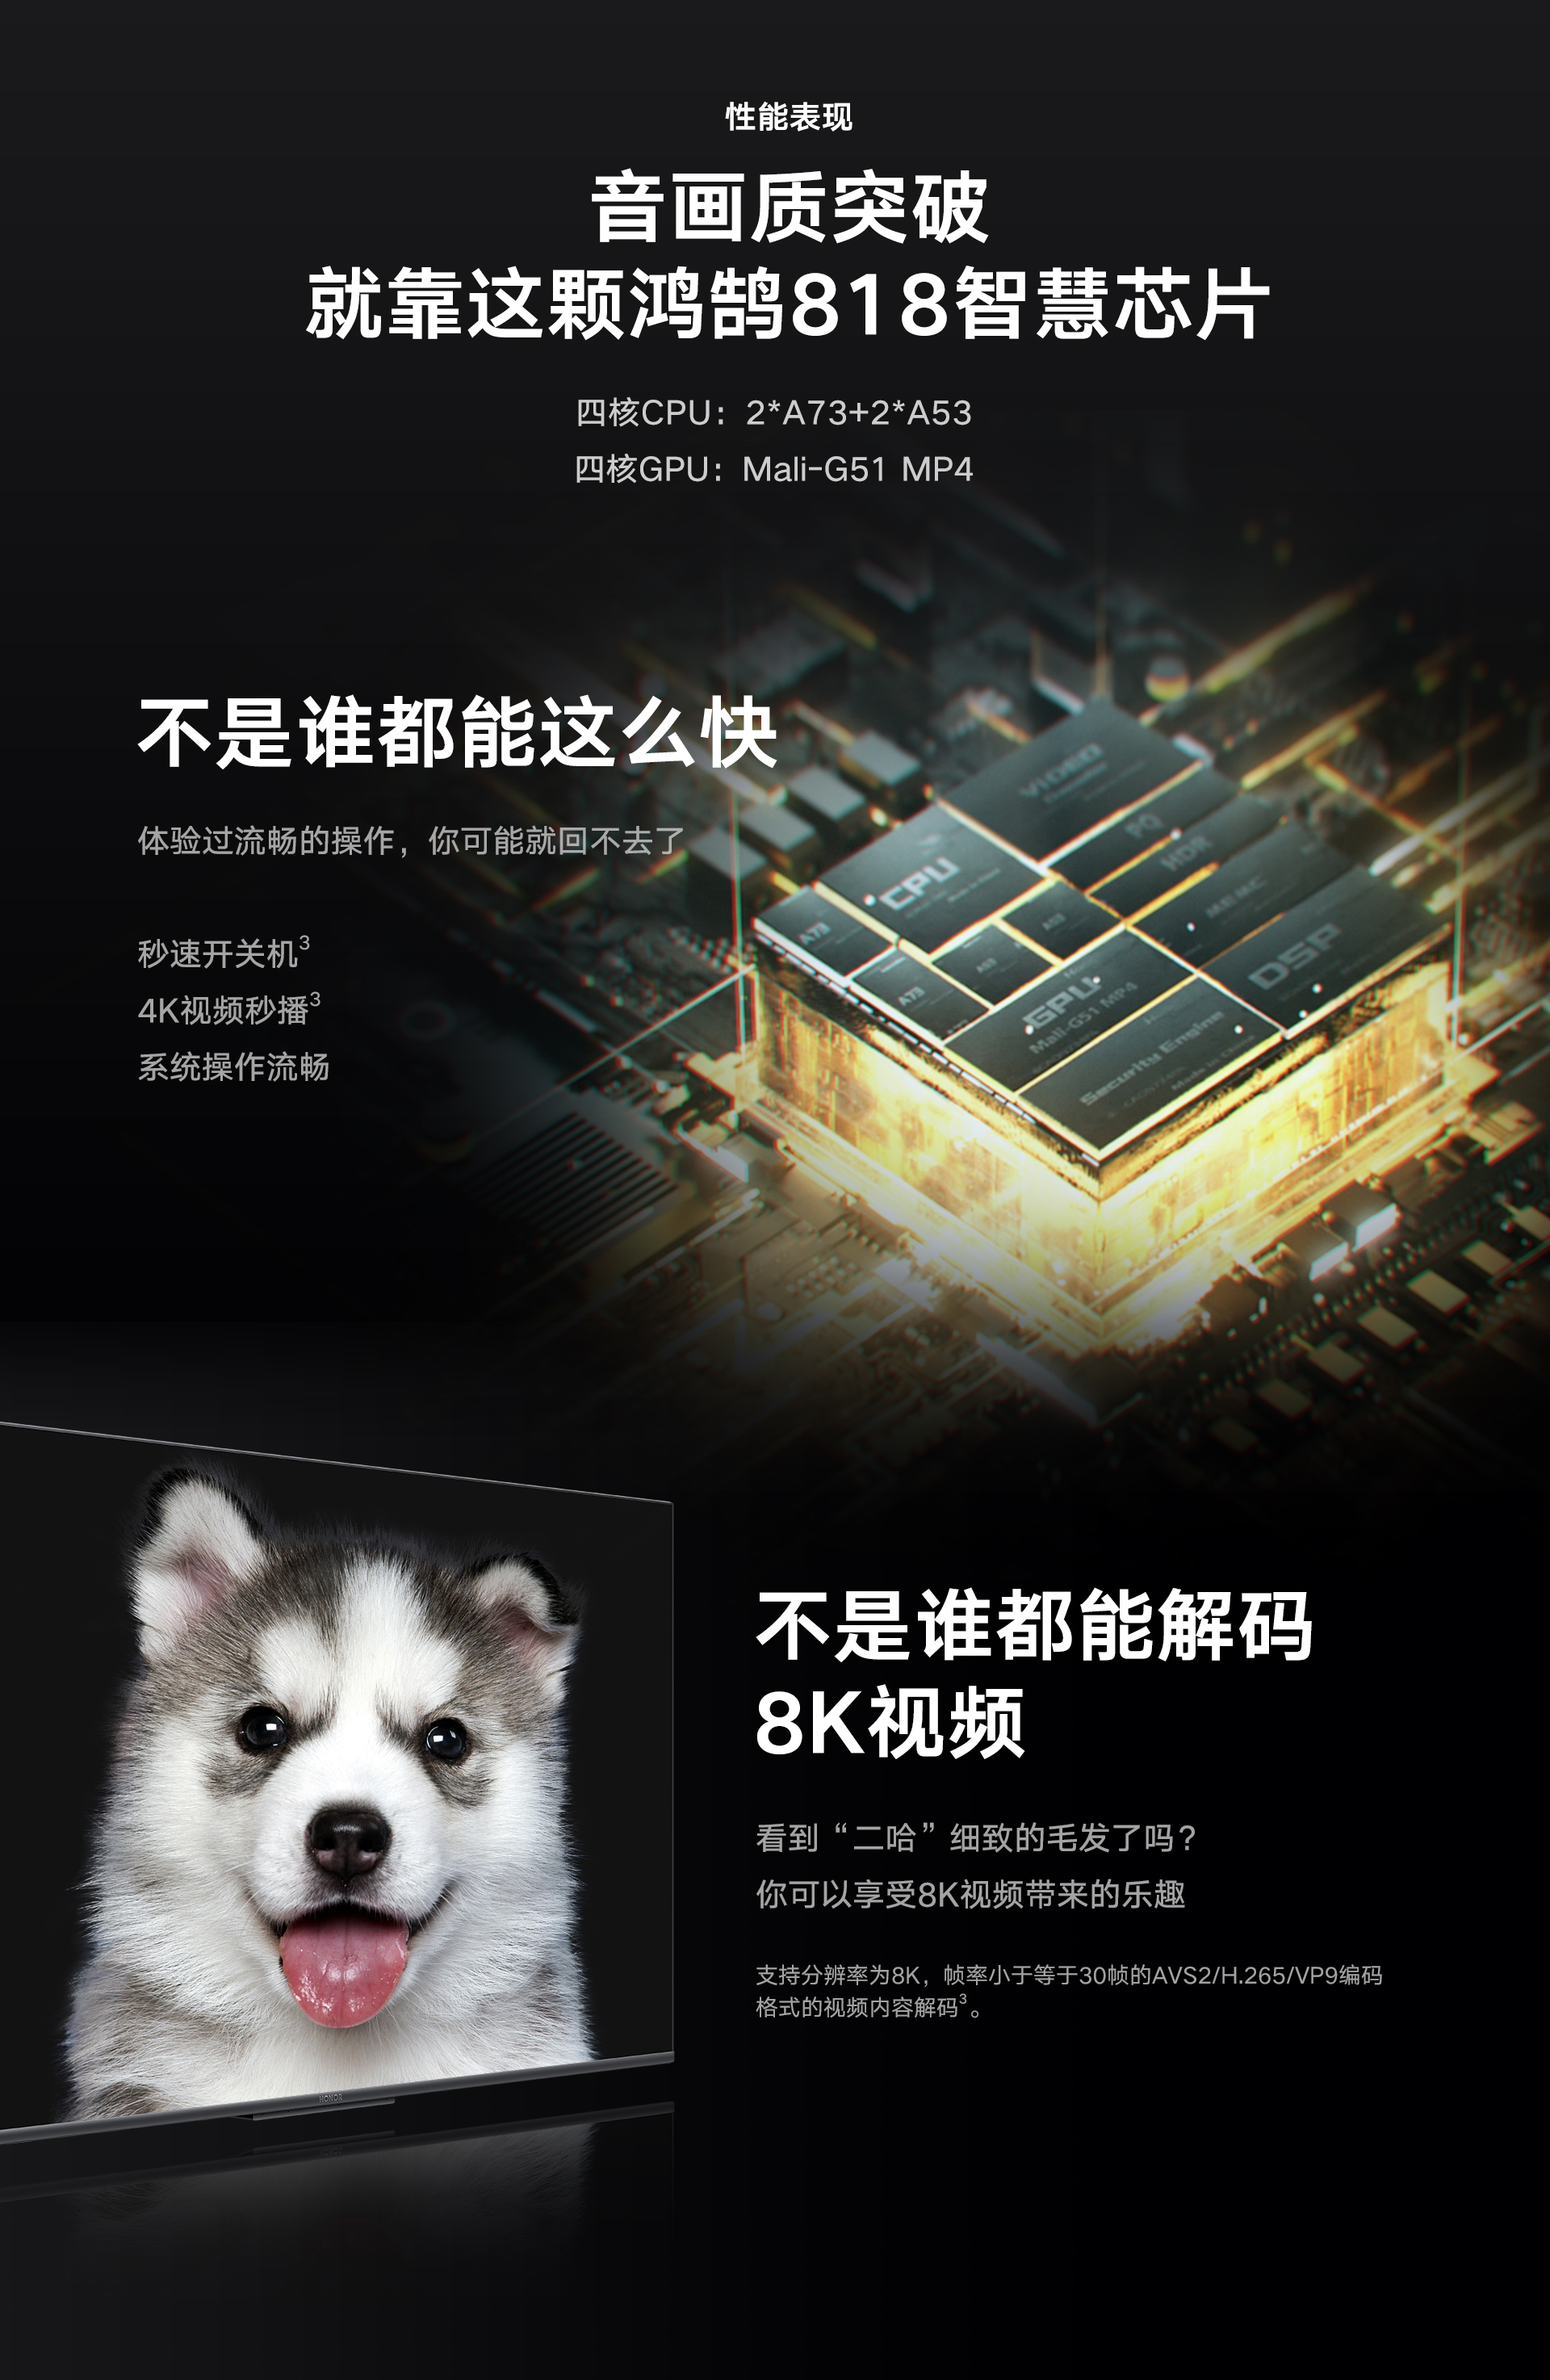 性能表现
音画质突破
就靠这颗鸿鹄818智慧芯片
四核CPU：2*A73+2*A53
四核GPU：Mali-G51 MP4
不是谁都能这么快
体验过流畅的操作，你可能就回不去了
秒速开关机3
4K视频秒播3
系统操作流畅
VIDEO
PQ
HDR
CPU
MEMC
A73
A53
A53
DSP
A73
GPU
Mali-G51 MP4
Security Engine
不是谁都能解码
8K视频
看到“二哈”细致的毛发了吗？
你可以享受8K视频带来的乐趣
支持分辨率为8K，帧率小于等于30帧的AVS2/H.265/VP9编码
格式的视频内容解码3。
HONOR